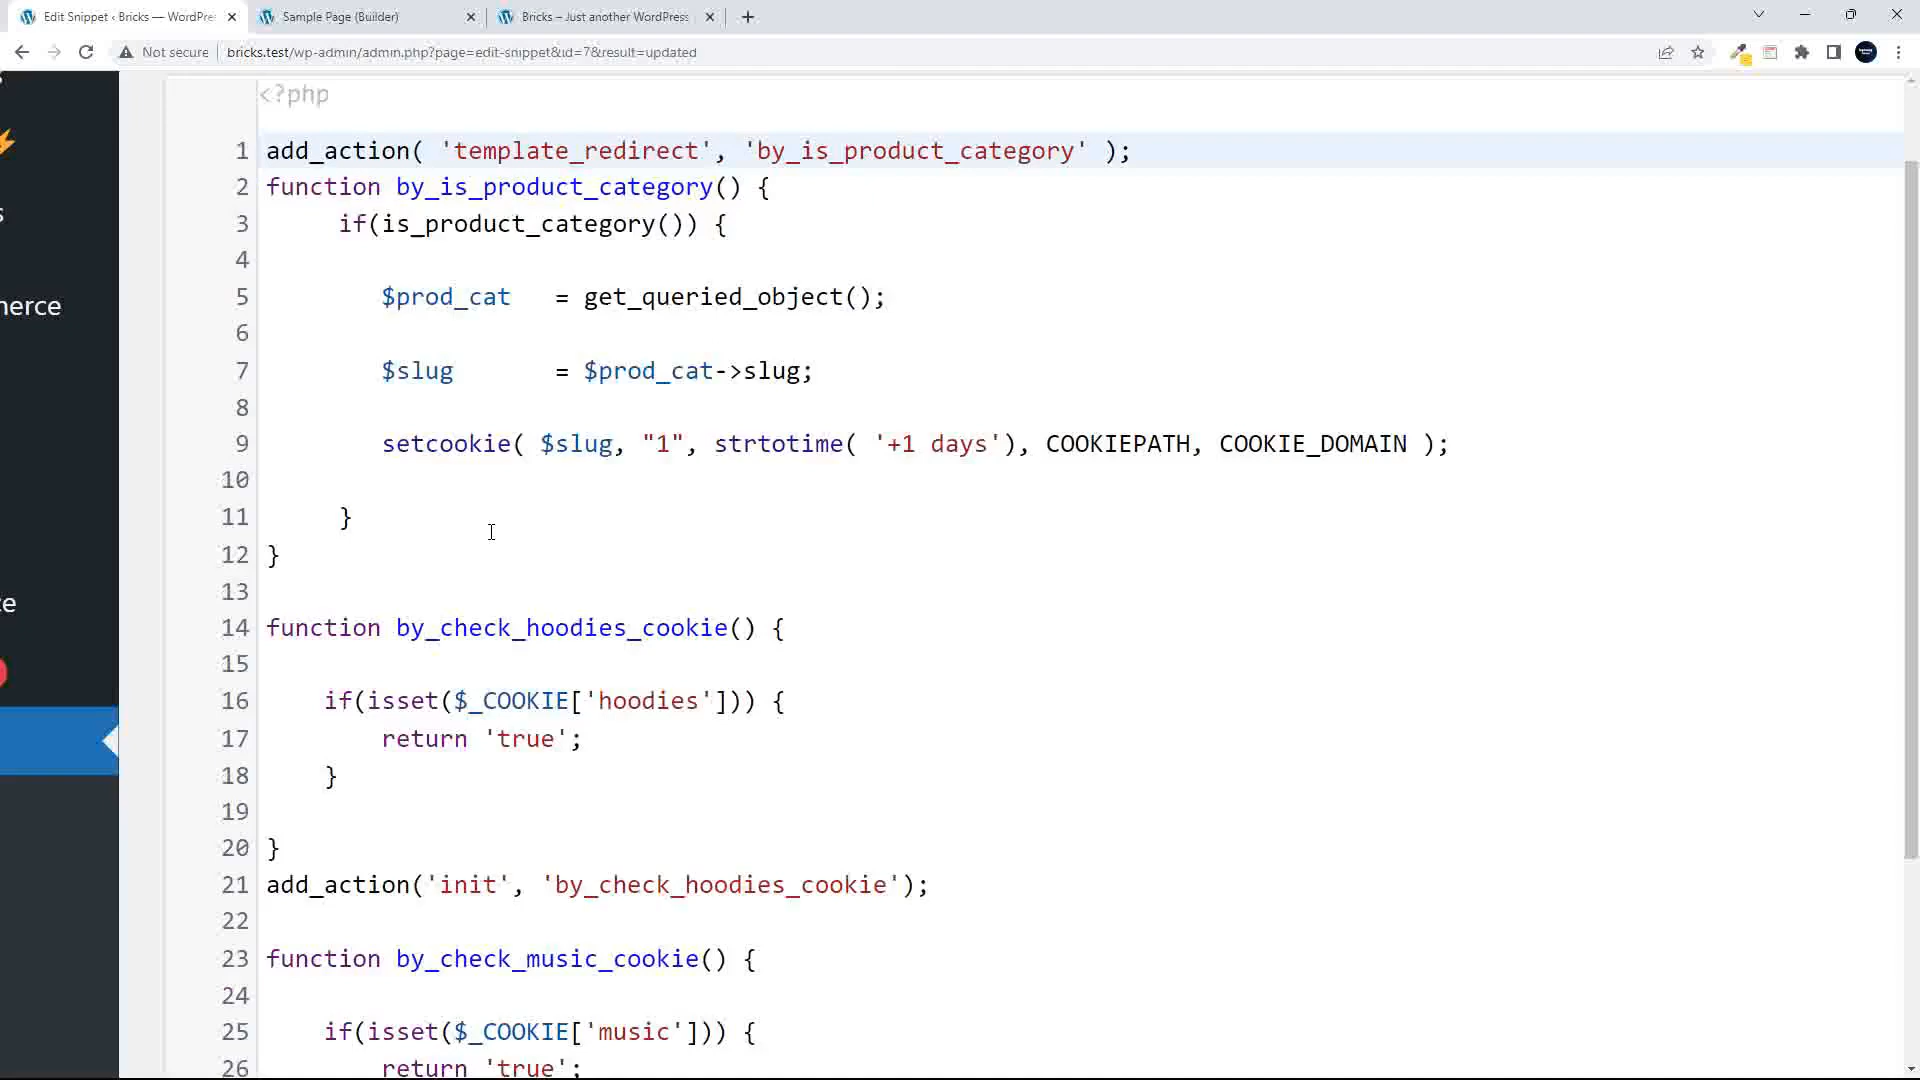 Edit Snippet ‹ Bricks — WordPre
Sample Page (Builder)
Bricks – Just another WordPress
Not secure
bricks.test/wp-admin/admin.php?page=edit-snippet&id=7&result=updated
nerce
ce
<?php
1 add_action( 'template_redirect', 'by_is_product_category' );
2 function by_is_product_category() {
3 if(is_product_category()) {
4
5 $prod_cat = get_queried_object();
6
7 $slug = $prod_cat->slug;
8
9 setcookie( $slug, "1", strtotime( '+1 days'), COOKIEPATH, COOKIE_DOMAIN );
10
11 }
12 }
13
14 function by_check_hoodies_cookie() {
15
16 if(isset($_COOKIE['hoodies'])) {
17 return 'true';
18 }
19
20 }
21 add_action('init', 'by_check_hoodies_cookie');
22
23 function by_check_music_cookie() {
24
25 if(isset($_COOKIE['music'])) {
26 return 'true';